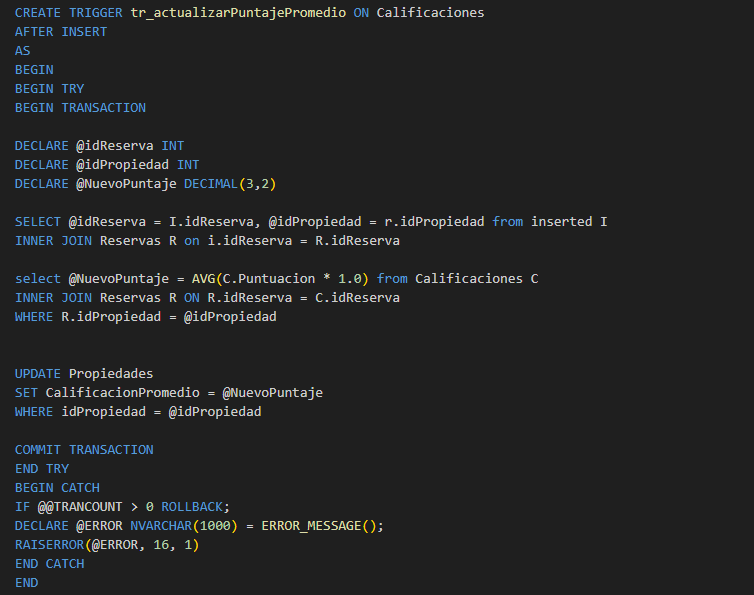 CREATE TRIGGER tr_actualizarPuntajePromedio ON Calificaciones
AFTER INSERT
AS
BEGIN
BEGIN TRY
BEGIN TRANSACTION
DECLARE @idReserva INT
DECLARE @idPropiedad INT
DECLARE @NuevoPuntaje DECIMAL(3,2)
SELECT @idReserva = I.idReserva, @idPropiedad = r.idPropiedad from inserted I
INNER JOIN Reservas R on i.idReserva = R.idReserva
select @NuevoPuntaje = AVG(C.Puntuacion * 1.0) from Calificaciones C
INNER JOIN Reservas R ON R.idReserva = C.idReserva
WHERE R.idPropiedad = @idPropiedad
UPDATE Propiedades
SET CalificacionPromedio = @NuevoPuntaje
WHERE idPropiedad = @idPropiedad
COMMIT TRANSACTION
END TRY
BEGIN CATCH
IF @@TRANCOUNT > 0 ROLLBACK;
DECLARE @ERROR NVARCHAR(1000) = ERROR_MESSAGE();
RAISERROR(@ERROR, 16, 1)
END CATCH
END